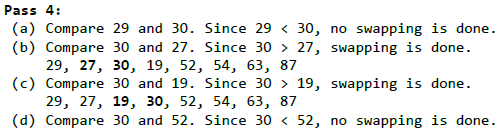 Pass 4:
(a) Compare 29 and 30. Since 29 < 30, no swapping is done.
(b) Compare 30 and 27. Since 30 > 27, swapping is done.
29, 27, 30, 19, 52, 54, 63, 87
(c) Compare 30 and 19. Since 30 > 19, swapping is done.
29, 27, 19, 30, 52, 54, 63, 87
(d) Compare 30 and 52. Since 30 < 52, no swapping is done.